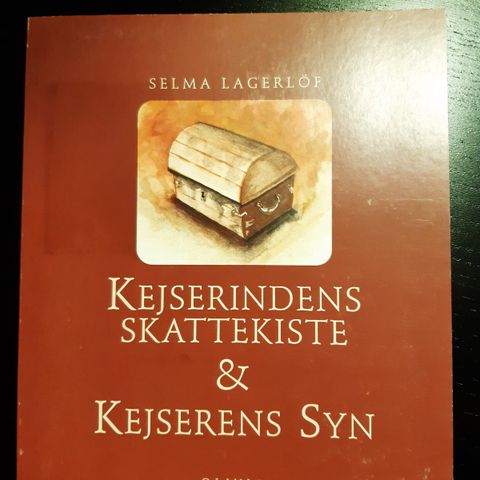 SELMA LAGERLÖF
KEJSERINDENS
SKATTEKISTE
&
KEJSERENS SYN